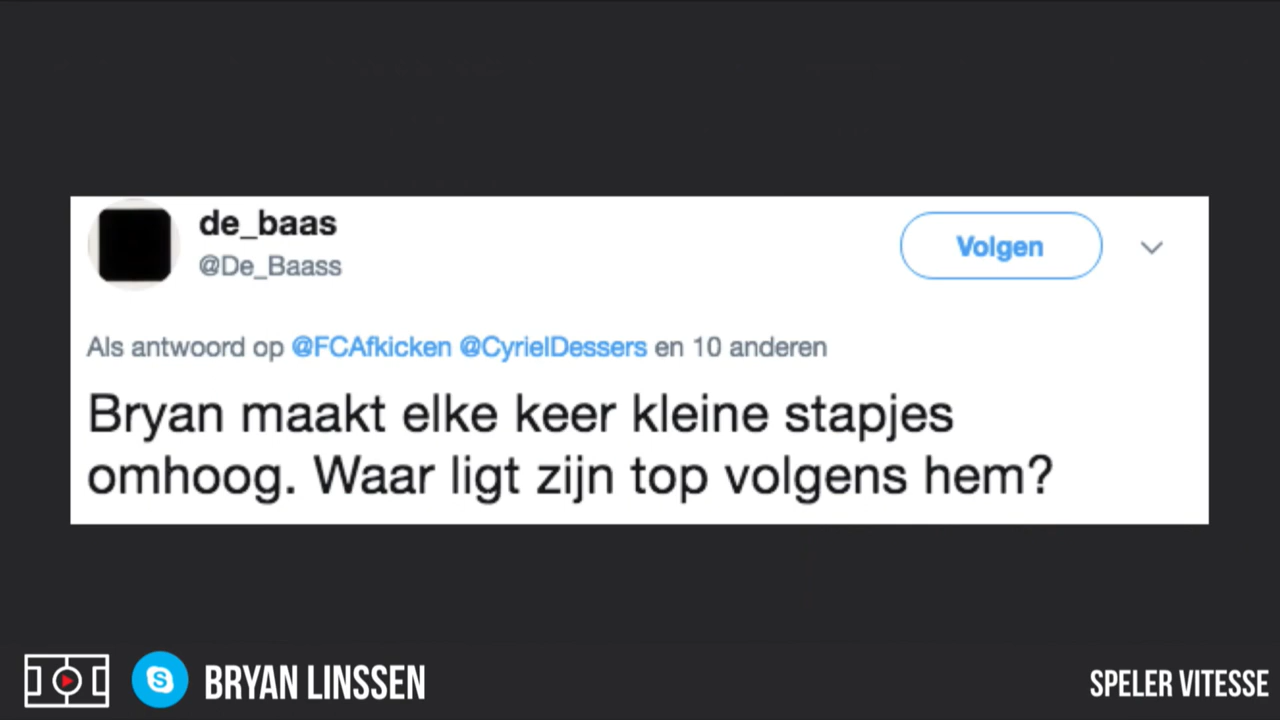 de_baas
@De_Baass
Volgen
Als antwoord op @FCAfkicken @CyrielDessers en 10 anderen
Bryan maakt elke keer kleine stapjes
omhoog. Waar ligt zijn top volgens hem?
BRYAN LINSSEN
SPELER VITESSE